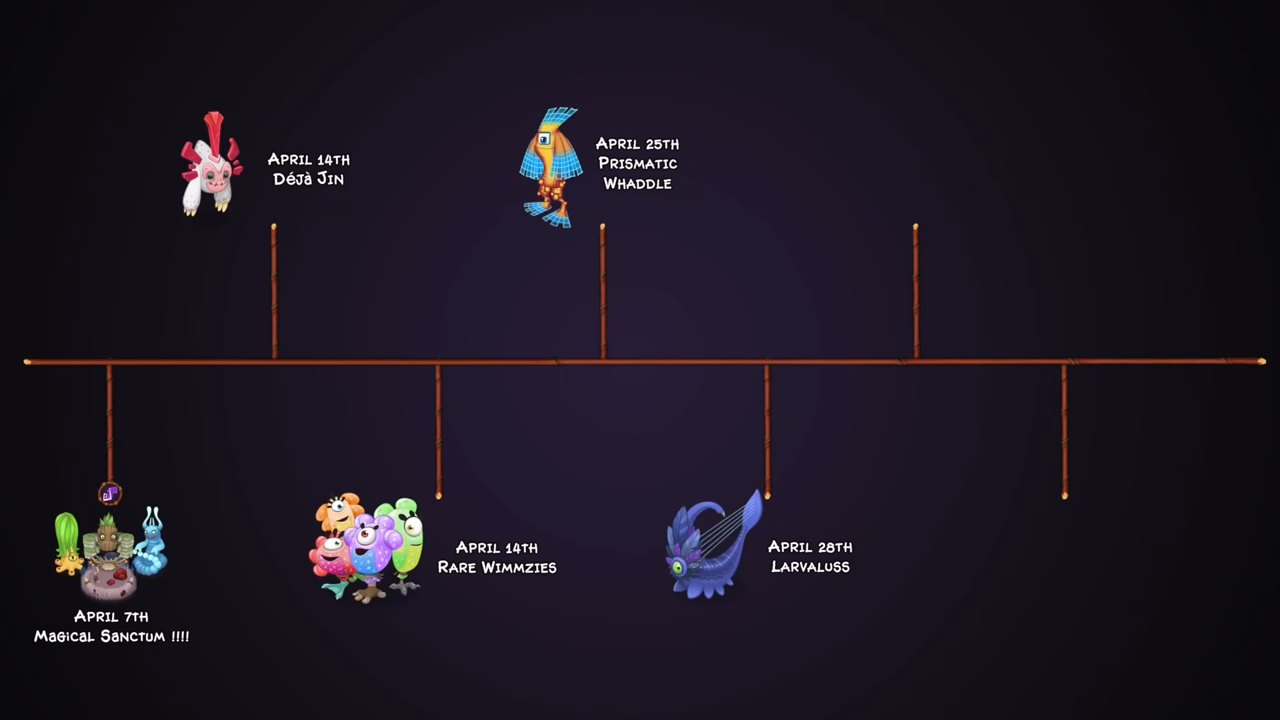 April 14th
Déjà Jin
April 25th
Prismatic
Whaddle
April 14th
Rare Wimmzies
April 28th
Larvaluss
April 7th
Magical Sanctum !!!!